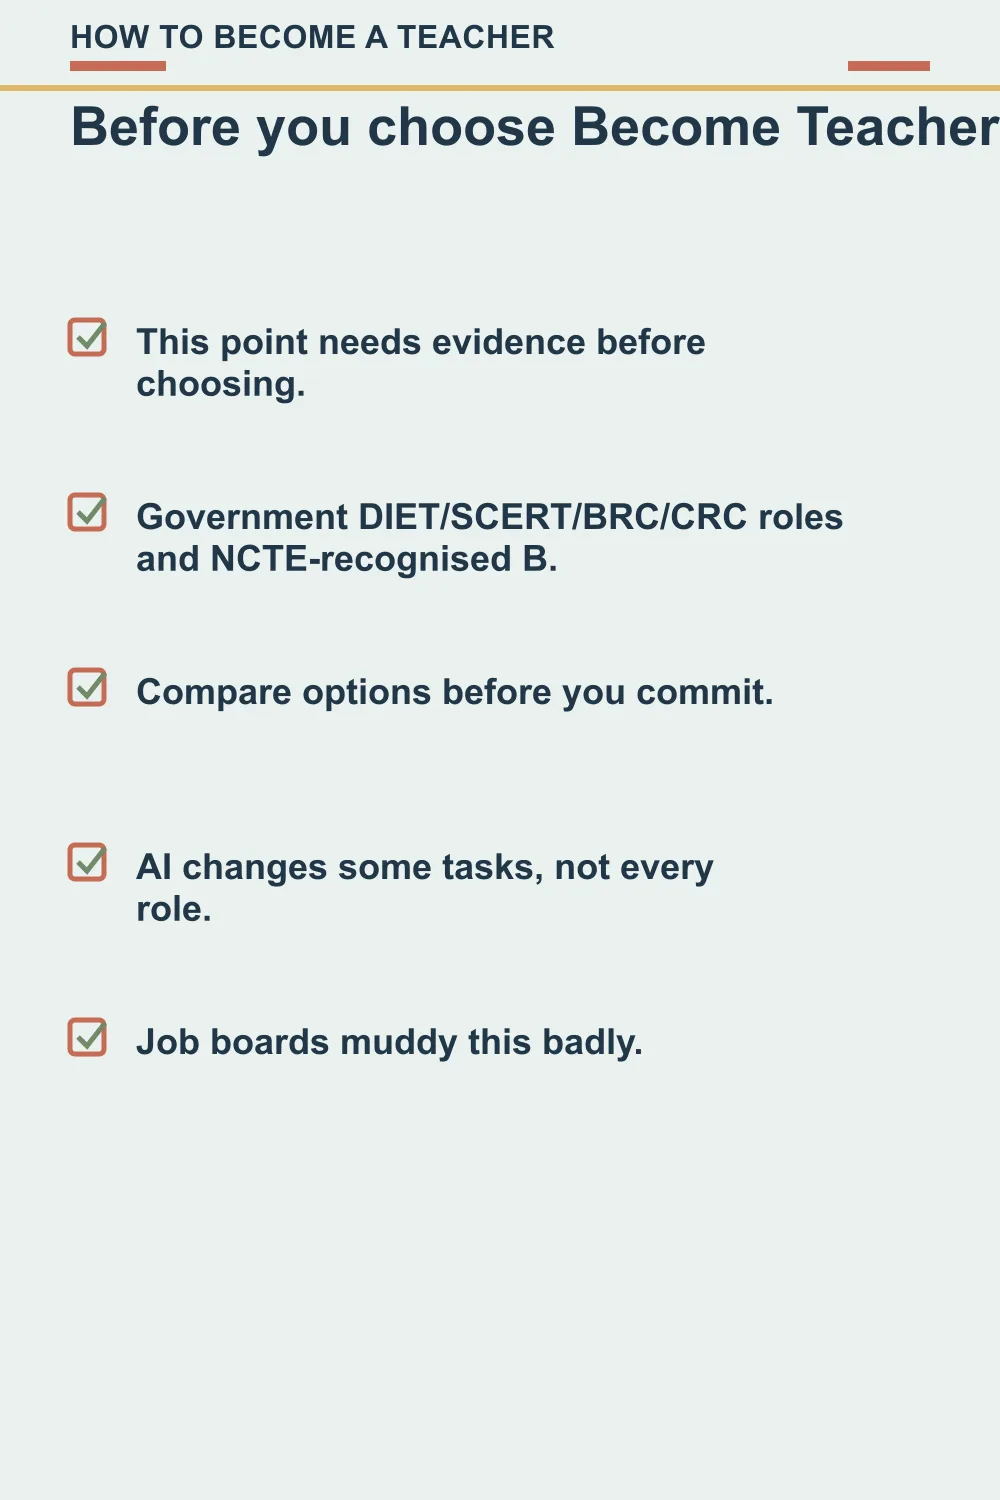 HOW TO BECOME A TEACHER
Before you choose Become Teacher
This point needs evidence before
choosing.
Government DIET/SCERT/BRC/CRC roles
and NCTE-recognised B.
Compare options before you commit.
AI changes some tasks, not every
role.
Job boards muddy this badly.